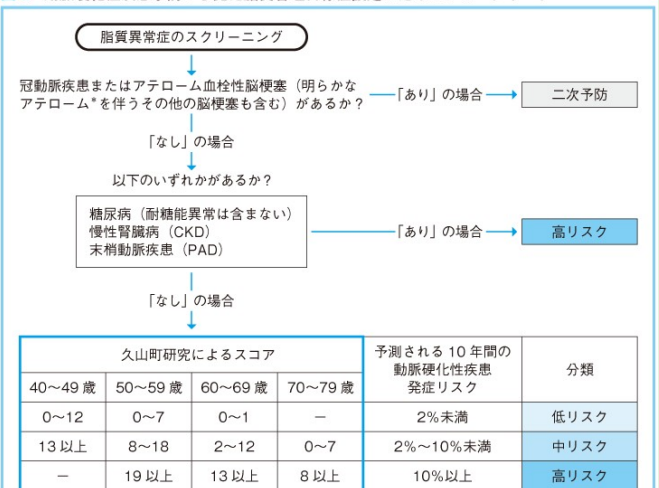 脂質異常症のスクリーニング
冠動脈疾患またはアテローム血栓性脳梗塞（明らかな
アテローム*を伴うその他の脳梗塞も含む）があるか？
「あり」の場合
二次予防
「なし」の場合
以下のいずれかがあるか？
糖尿病（耐糖能異常は含まない）
慢性腎臓病（CKD）
末梢動脈疾患（PAD）
「あり」の場合
高リスク
「なし」の場合
久山町研究によるスコア
予測される10年間の
動脈硬化性疾患
発症リスク
分類
40〜49歳 50〜59歳 60〜69歳 70〜79歳
0〜12 0〜7 0〜1 − 2%未満 低リスク
13以上 8〜18 2〜12 0〜7 2%〜10%未満 中リスク
− 19以上 13以上 8以上 10%以上 高リスク